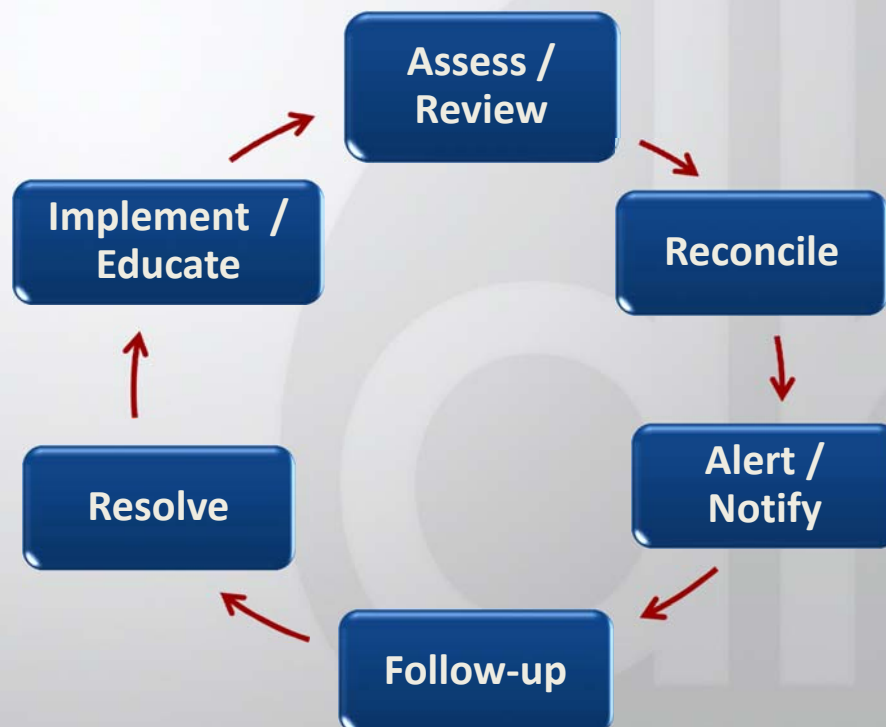 Assess /
Review
Reconcile
Alert /
Notify
Follow-up
Resolve
Implement /
Educate